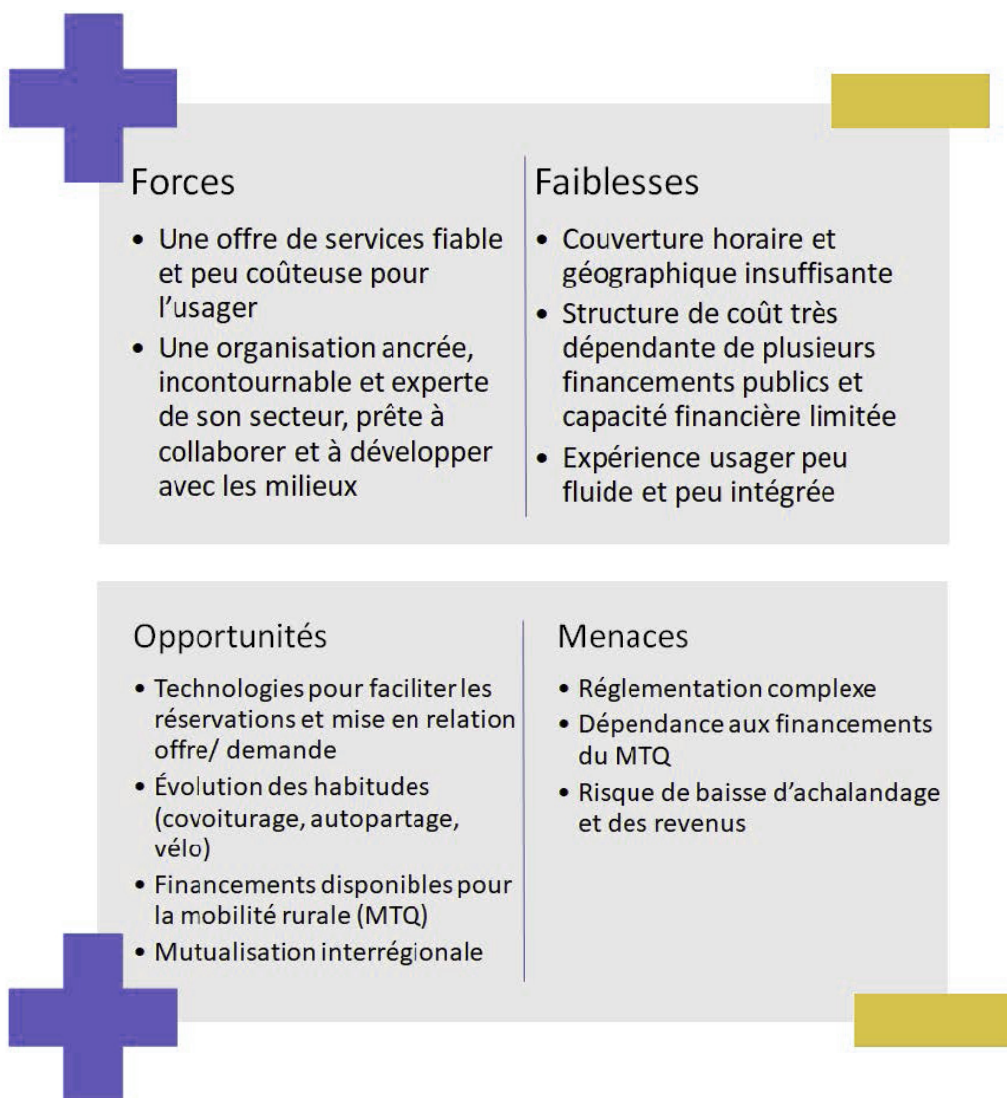 Forces
• Une offre de services fiable
et peu coûteuse pour
l'usager
• Une organisation ancrée,
incontournable et experte
de son secteur, prête à
collaborer et à développer
avec les milieux
Faiblesses
• Couverture horaire et
géographique insuffisante
• Structure de coût très
dépendante de plusieurs
financements publics et
capacité financière limitée
• Expérience usager peu
fluide et peu intégrée
Opportunités
• Technologies pour faciliter les
réservations et mise en relation
offre/ demande
• Évolution des habitudes
(covoiturage, autopartage,
vélo)
• Financements disponibles pour
la mobilité rurale (MTQ)
• Mutualisation interrégionale
Menaces
• Réglementation complexe
• Dépendance aux financements
du MTQ
• Risque de baisse d'achalandage
et des revenus